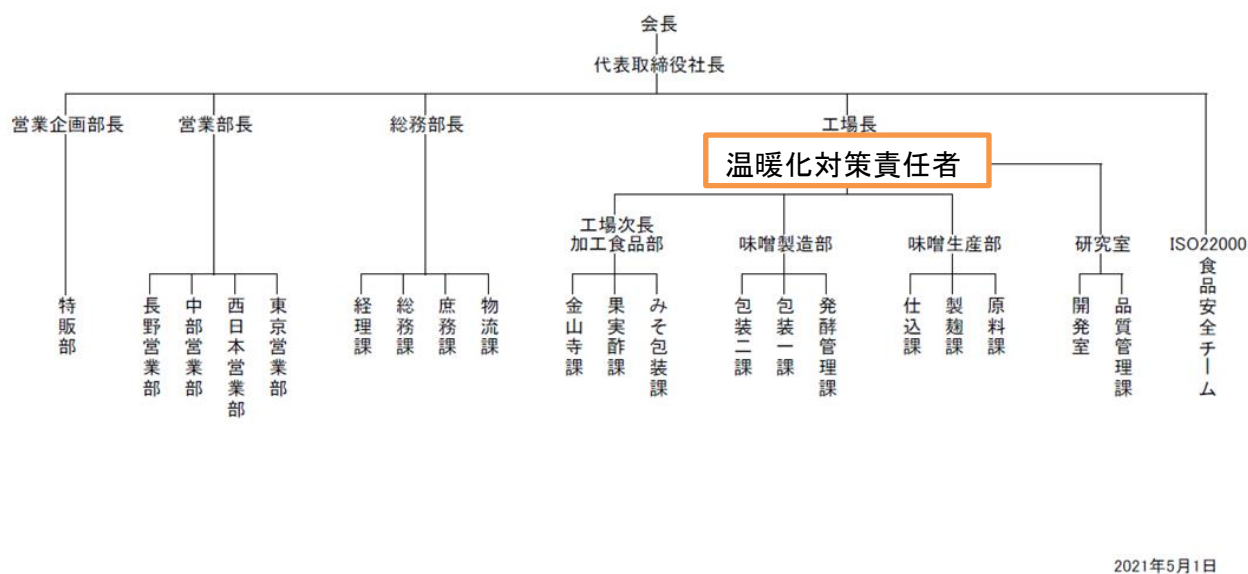 会長
代表取締役社長
営業企画部長
営業部長
総務部長
工場長
温暖化対策責任者
工場次長
加工食品部
味噌製造部
味噌生産部
研究室
ISO22000
食品安全チーム
特販部
長野営業部
中部営業部
西日本営業部
東京営業部
経理課
総務課
庶務課
物流課
金山寺課
果実酢課
みそ包装課
包装二課
包装一課
発酵管理課
仕込課
製麹課
原料課
開発室
品質管理課
2021年5月1日